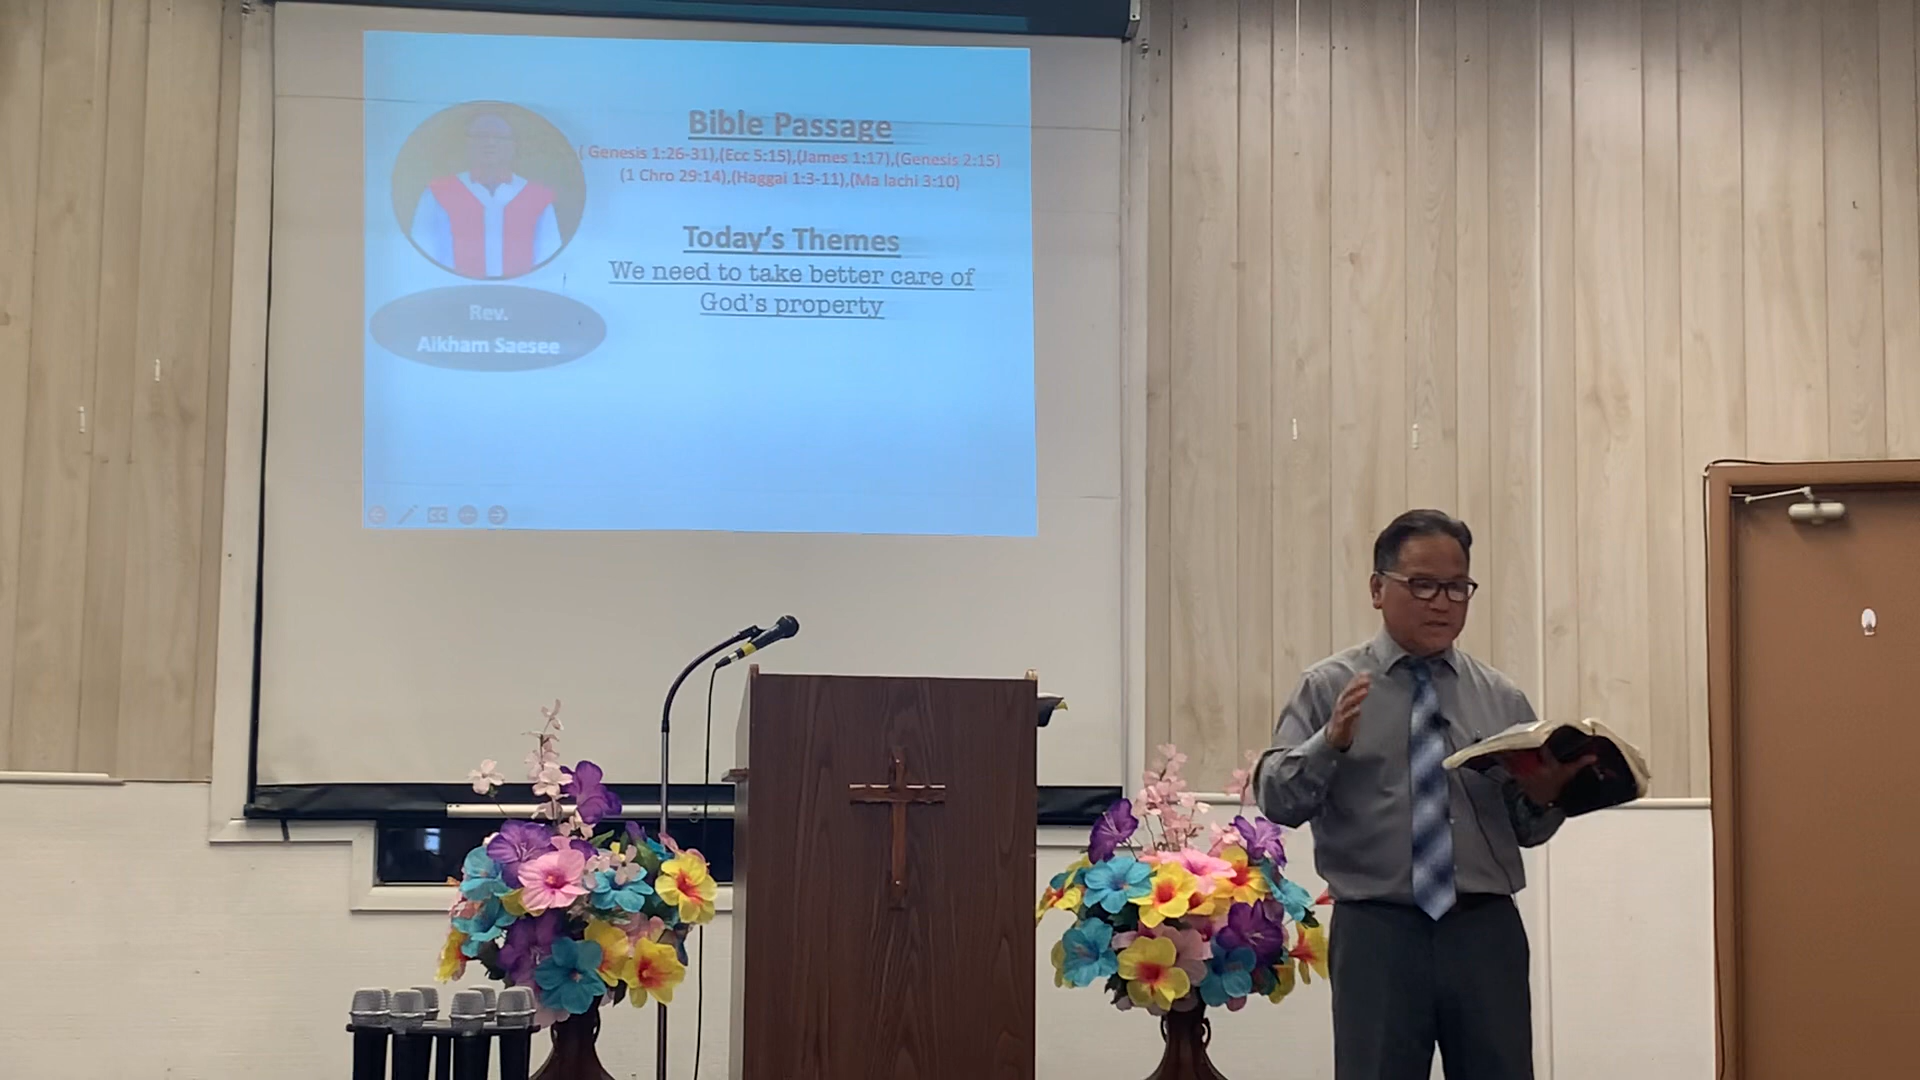 Bible Passage
( Genesis 1:26-31),(Ecc 5:15),(James 1:17),(Genesis 2:15)
(1 Chro 29:14),(Haggai 1:3-11),(Ma lachi 3:10)
Today's Themes
We need to take better care of
God's property
Rev.
Aikham Saesee
CC